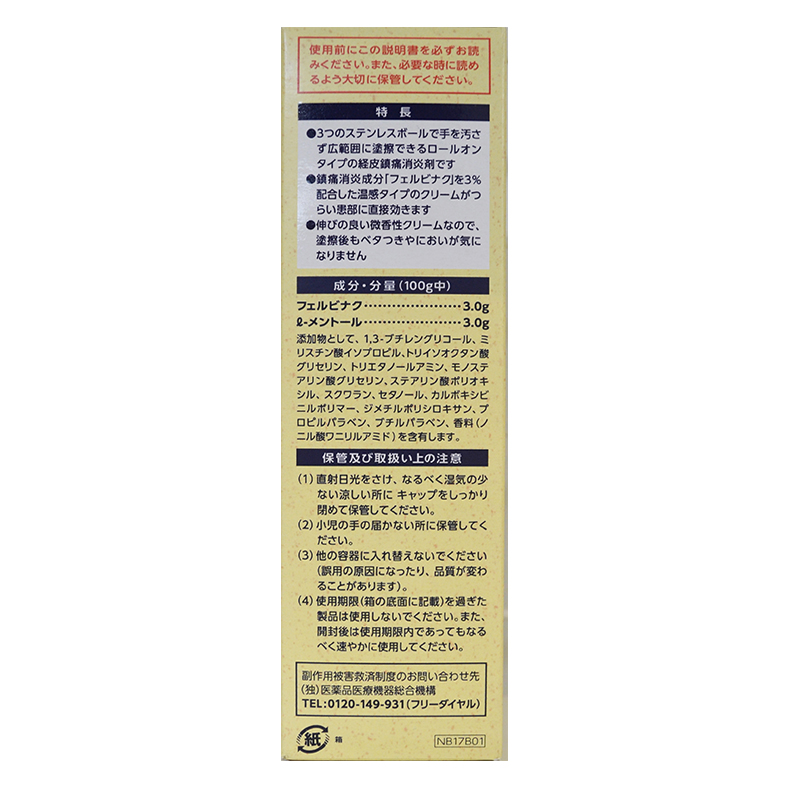 使用前にこの説明書を必ずお読
みください。また、必要な時に読め
るよう大切に保管してください。
特長
●3つのステンレスボールで手を汚さ
ず広範囲に塗擦できるロールオン
タイプの経皮鎮痛消炎剤です
●鎮痛消炎成分「フェルビナク」を3%
配合した温感タイプのクリームがつ
らい患部に直接効きます
●伸びの良い微香性クリームなので、
塗擦後もベタつきやにおいが気に
なりません
成分・分量(100g中)
フェルビナク……………………3.0g
ℓ-メントール……………………3.0g
添加物として、1,3-ブチレングリコール、ミ
リスチン酸イソプロピル、トリイソオクタン酸
グリセリン、トリエタノールアミン、モノステ
アリン酸グリセリン、ステアリン酸ポリオキ
シル、スクワラン、セタノール、カルボキシビ
ニルポリマー、ジメチルポリシロキサン、プ
ロピルパラベン、ブチルパラベン、香料(ノ
ニル酸ワニリルアミド)を含有します。
保管及び取扱い上の注意
(1)直射日光をさけ、なるべく湿気の少
ない涼しい所に キャップをしっかり
閉めて保管してください。
(2)小児の手の届かない所に保管してく
ださい。
(3)他の容器に入れ替えないでください
(誤用の原因になったり、品質が変わ
ることがあります)。
(4)使用期限(箱の底面に記載)を過ぎた
製品は使用しないでください。また、
開封後は使用期限内であってもなる
べく速やかに使用してください。
副作用被害救済制度のお問い合わせ先
(独)医薬品医療機器総合機構
TEL:0120-149-931(フリーダイヤル)
紙 箱
NB17B01